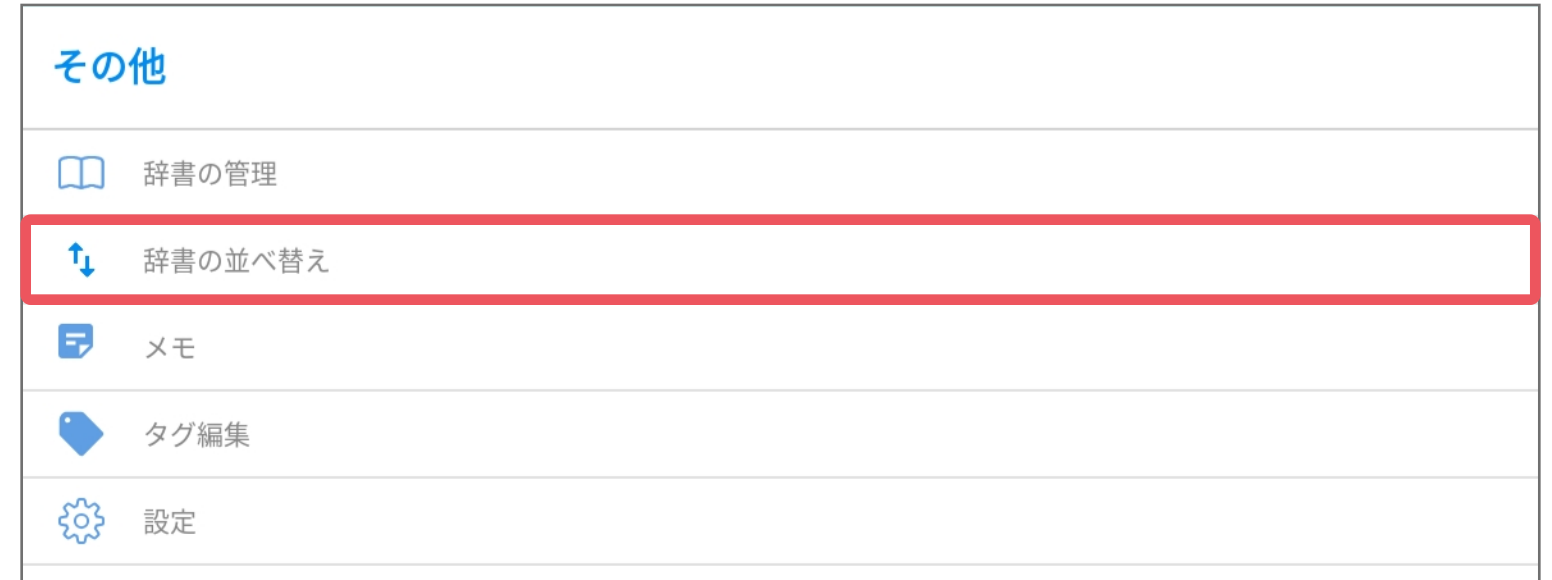 その他
辞書の管理
辞書の並べ替え
メモ
タグ編集
設定